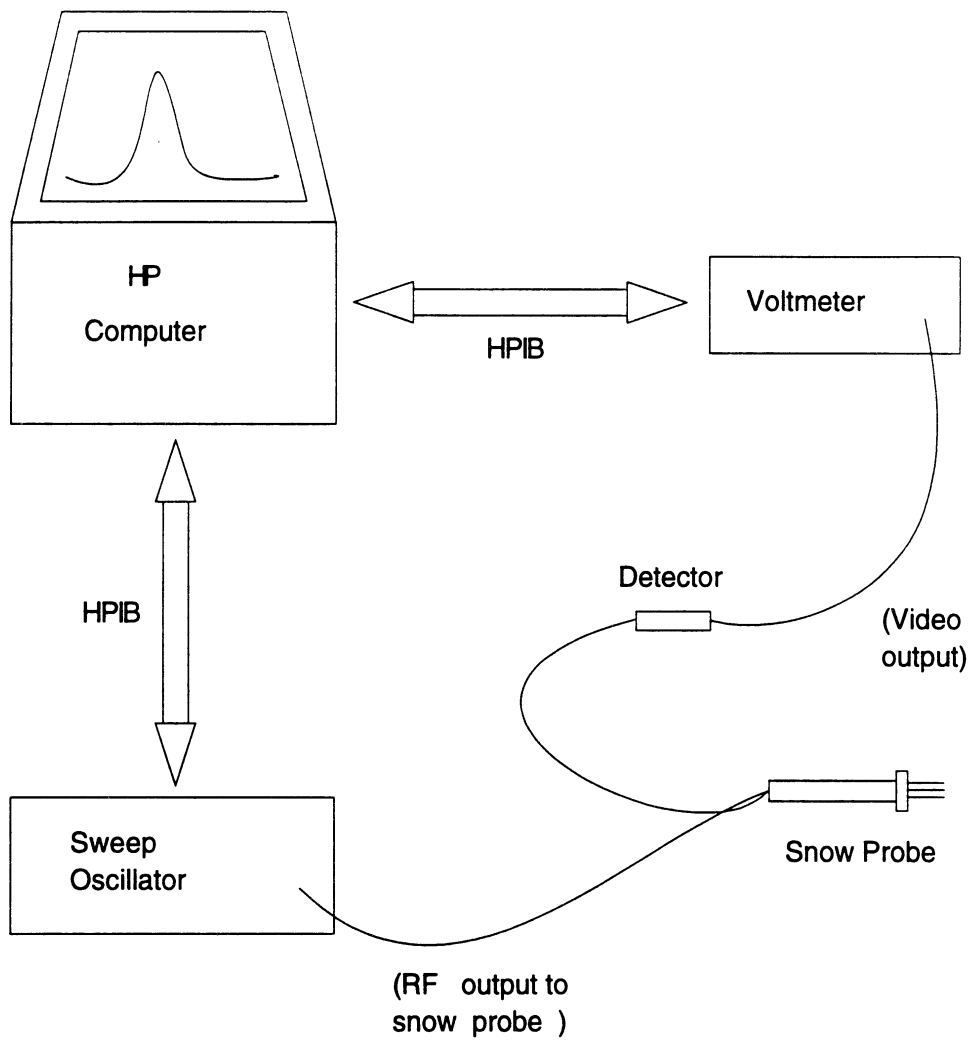 HP
Computer
HPIB
Voltmeter
HPIB
Detector
(Video
output)
Sweep
Oscillator
Snow Probe
(RF output to
snow probe )